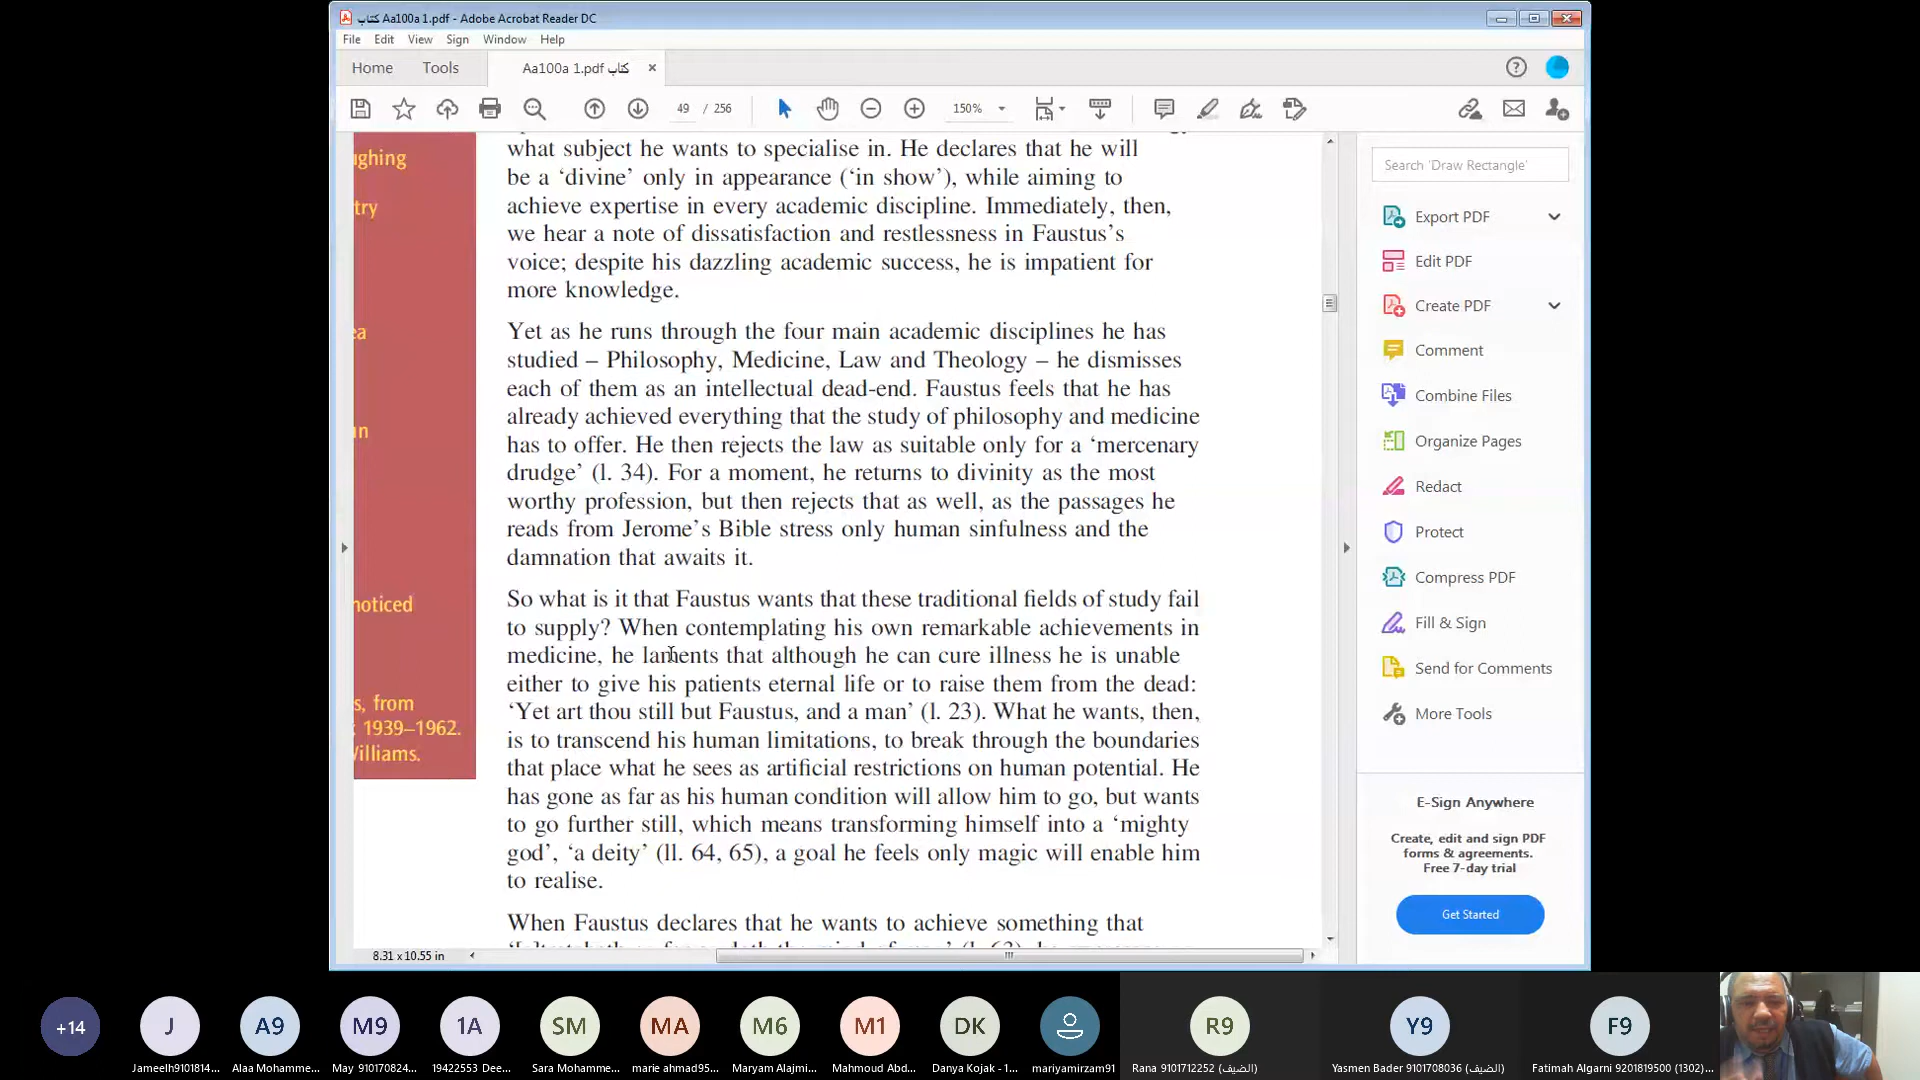 كتاب Aa100a 1.pdf - Adobe Acrobat Reader DC
File Edit View Sign Window Help
Home Tools Aa100a 1.pdf كتاب
49 / 256 150%
what subject he wants to specialise in. He declares that he will
be a ‘divine’ only in appearance (‘in show’), while aiming to
achieve expertise in every academic discipline. Immediately, then,
we hear a note of dissatisfaction and restlessness in Faustus’s
voice; despite his dazzling academic success, he is impatient for
more knowledge.
Yet as he runs through the four main academic disciplines he has
studied – Philosophy, Medicine, Law and Theology – he dismisses
each of them as an intellectual dead-end. Faustus feels that he has
already achieved everything that the study of philosophy and medicine
has to offer. He then rejects the law as suitable only for a ‘mercenary
drudge’ (l. 34). For a moment, he returns to divinity as the most
worthy profession, but then rejects that as well, as the passages he
reads from Jerome’s Bible stress only human sinfulness and the
damnation that awaits it.
So what is it that Faustus wants that these traditional fields of study fail
to supply? When contemplating his own remarkable achievements in
medicine, he laments that although he can cure illness he is unable
either to give his patients eternal life or to raise them from the dead:
‘Yet art thou still but Faustus, and a man’ (l. 23). What he wants, then,
is to transcend his human limitations, to break through the boundaries
that place what he sees as artificial restrictions on human potential. He
has gone as far as his human condition will allow him to go, but wants
to go further still, which means transforming himself into a ‘mighty
god’, ‘a deity’ (ll. 64, 65), a goal he feels only magic will enable him
to realise.
When Faustus declares that he wants to achieve something that
ughing
try
ea
un
noticed
s, from
: 1939–1962.
Williams.
8.31 x 10.55 in
Search 'Draw Rectangle'
Export PDF
Edit PDF
Create PDF
Comment
Combine Files
Organize Pages
Redact
Protect
Compress PDF
Fill & Sign
Send for Comments
More Tools
E-Sign Anywhere
Create, edit and sign PDF
forms & agreements.
Free 7-day trial
Get Started
+14 J A9 M9 1A SM MA M6 M1 DK R9 Y9 F9
Jameelh9101814... Alaa Mohamme... May 910170824... 19422553 Dee... Sara Mohamme... marie ahmad95... Maryam Alajmi... Mahmoud Abd... Danya Kojak - 1... mariyamirzam91 Rana 9101712252 (الضيف) Yasmen Bader 9101708036 (الضيف) Fatimah Algarni 9201819500 (1302)...